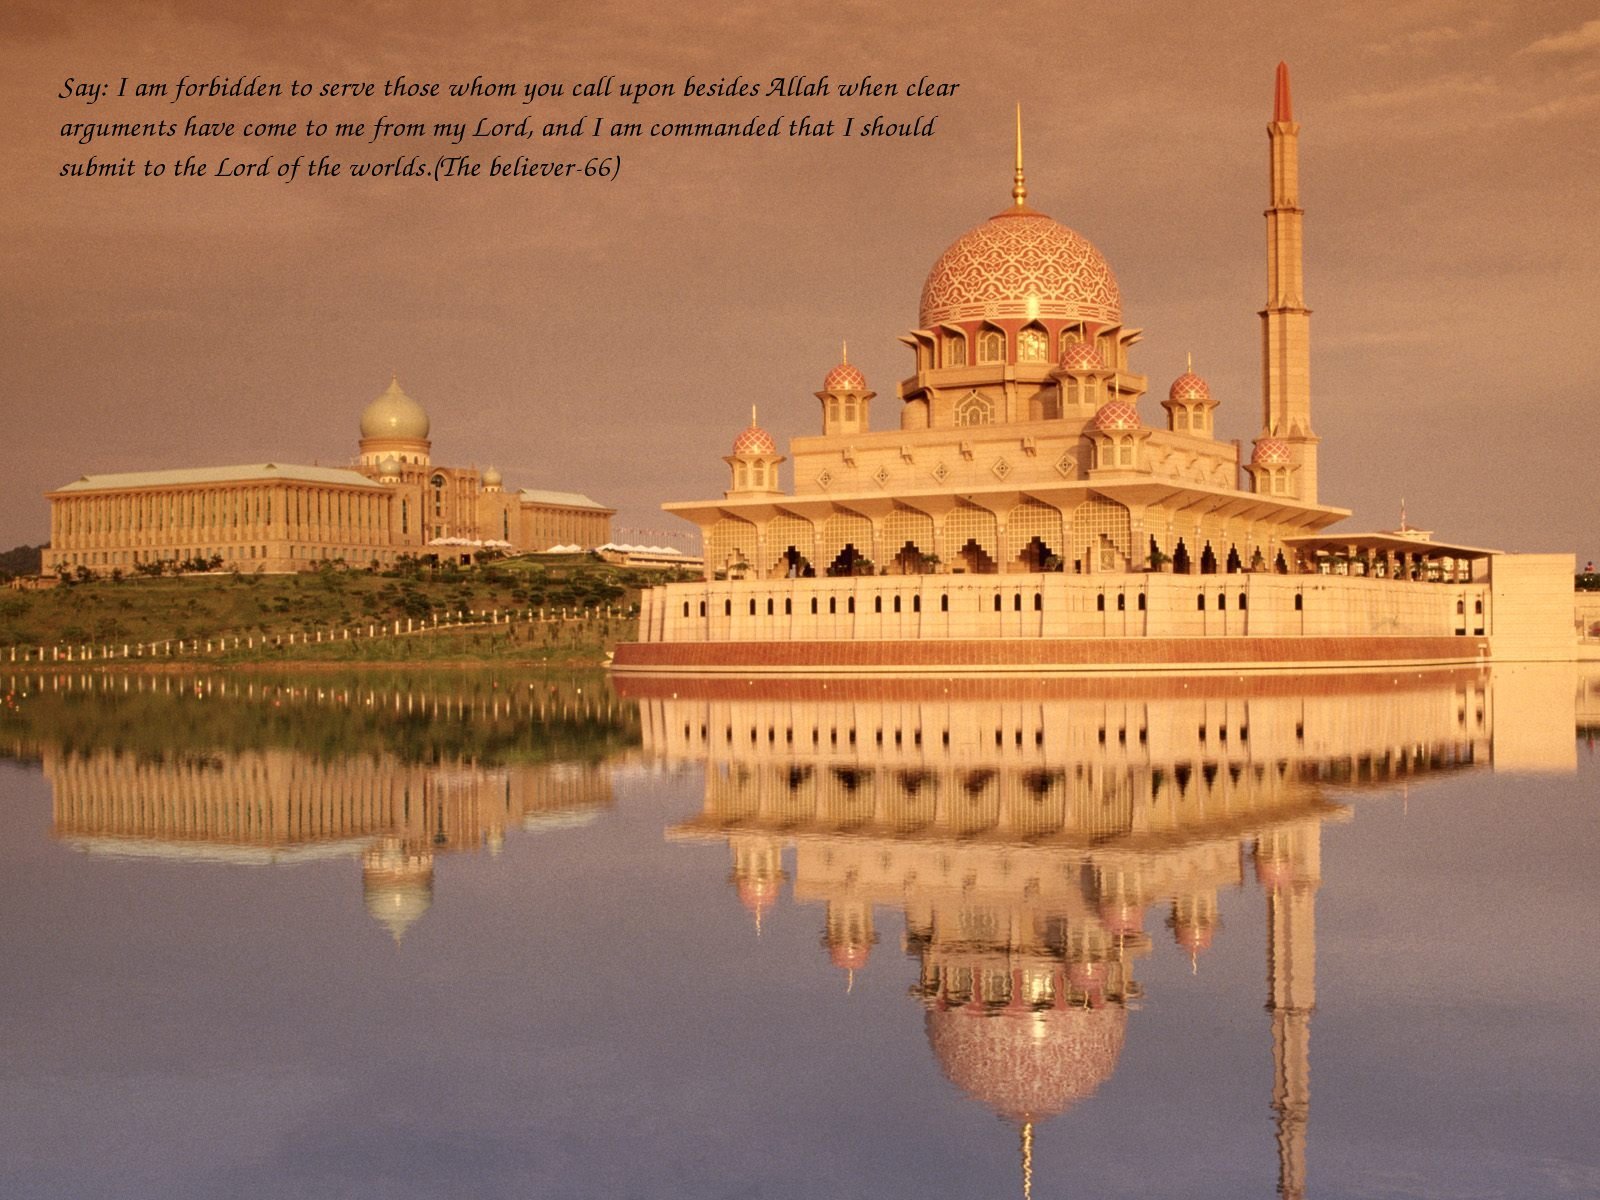 Say: I am forbidden to serve those whom you call upon besides Allah when clear
arguments have come to me from my Lord, and I am commanded that I should
submit to the Lord of the worlds.(The believer-66)